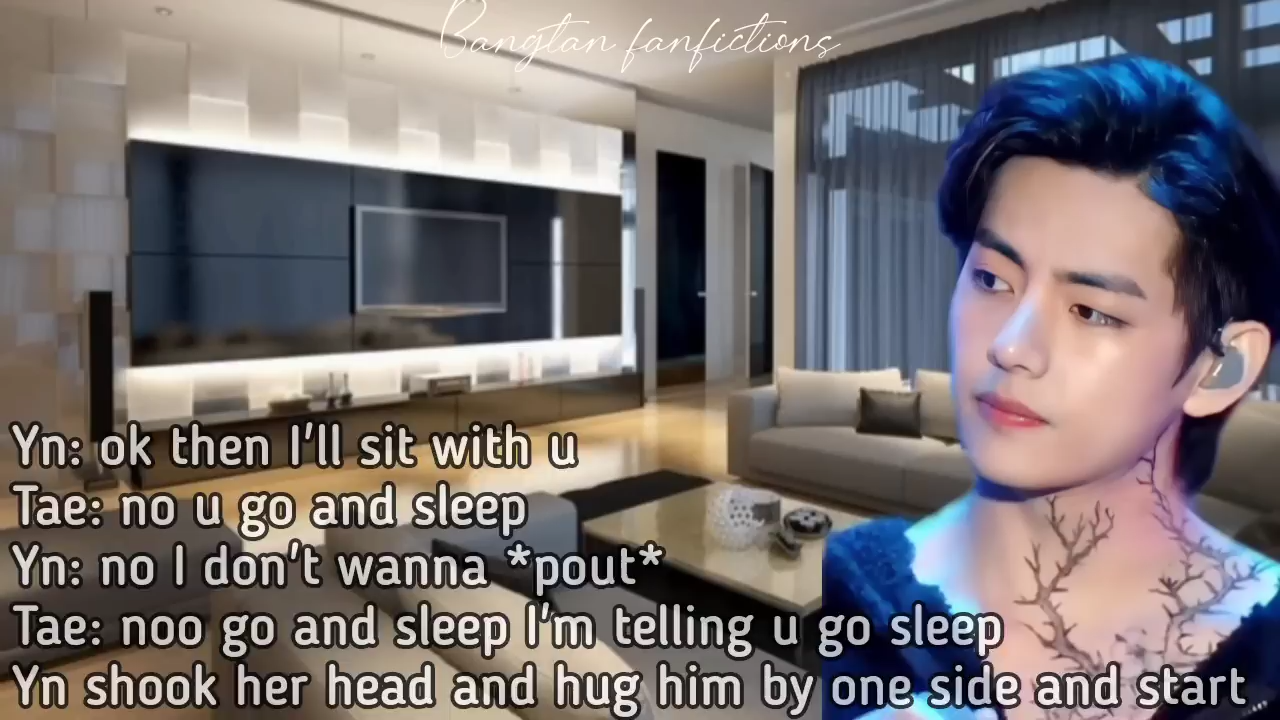 Bangtan fanfictions
Yn: ok then I'll sit with u
Tae: no u go and sleep
Yn: no I don't wanna *pout*
Tae: noo go and sleep I'm telling u go sleep
Yn shook her head and hug him by one side and start